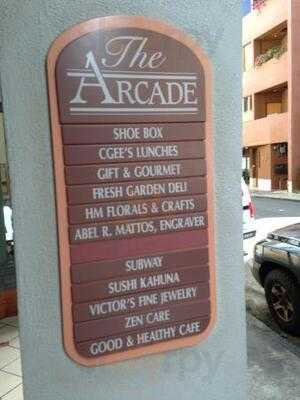 The
ARCADE
SHOE BOX
CGEE'S LUNCHES
GIFT & GOURMET
FRESH GARDEN DELI
HM FLORALS & CRAFTS
ABEL R. MATTOS, ENGRAVER
SUBWAY
SUSHI KAHUNA
VICTOR'S FINE JEWELRY
ZEN CARE
GOOD & HEALTHY CAFE